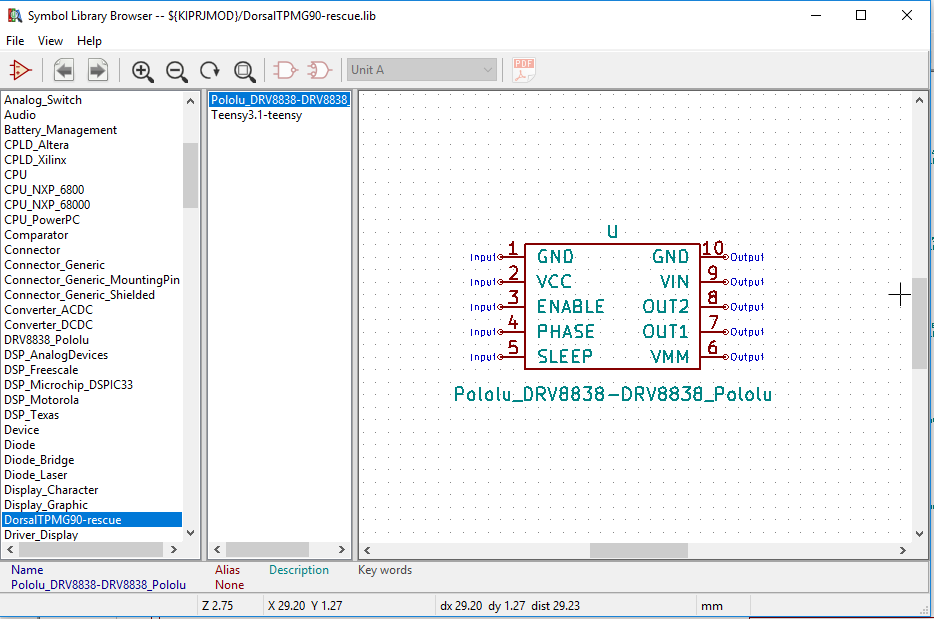 Symbol Library Browser -- ${KIPRJMOD}/DorsalTPMG90-rescue.lib
File View Help
Unit A
PDF
Analog_Switch
Audio
Battery_Management
CPLD_Altera
CPLD_Xilinx
CPU
CPU_NXP_6800
CPU_NXP_68000
CPU_PowerPC
Comparator
Connector
Connector_Generic
Connector_Generic_MountingPin
Connector_Generic_Shielded
Converter_ACDC
Converter_DCDC
DRV8838_Pololu
DSP_AnalogDevices
DSP_Freescale
DSP_Microchip_DSPIC33
DSP_Motorola
DSP_Texas
Device
Diode
Diode_Bridge
Diode_Laser
Display_Character
Display_Graphic
DorsalTPMG90-rescue
Driver_Display
Pololu_DRV8838-DRV8838_
Teensy3.1-teensy
U
Input 1 GND GND 10 Output
Input 2 VCC VIN 9 Output
Input 3 ENABLE OUT2 8 Output
Input 4 PHASE OUT1 7 Output
Input 5 SLEEP VMM 6 Output
Pololu_DRV8838-DRV8838_Pololu
Name Alias Description Key words
Pololu_DRV8838-DRV8838_Pololu None
Z 2.75 X 29.20 Y 1.27 dx 29.20 dy 1.27 dist 29.23 mm